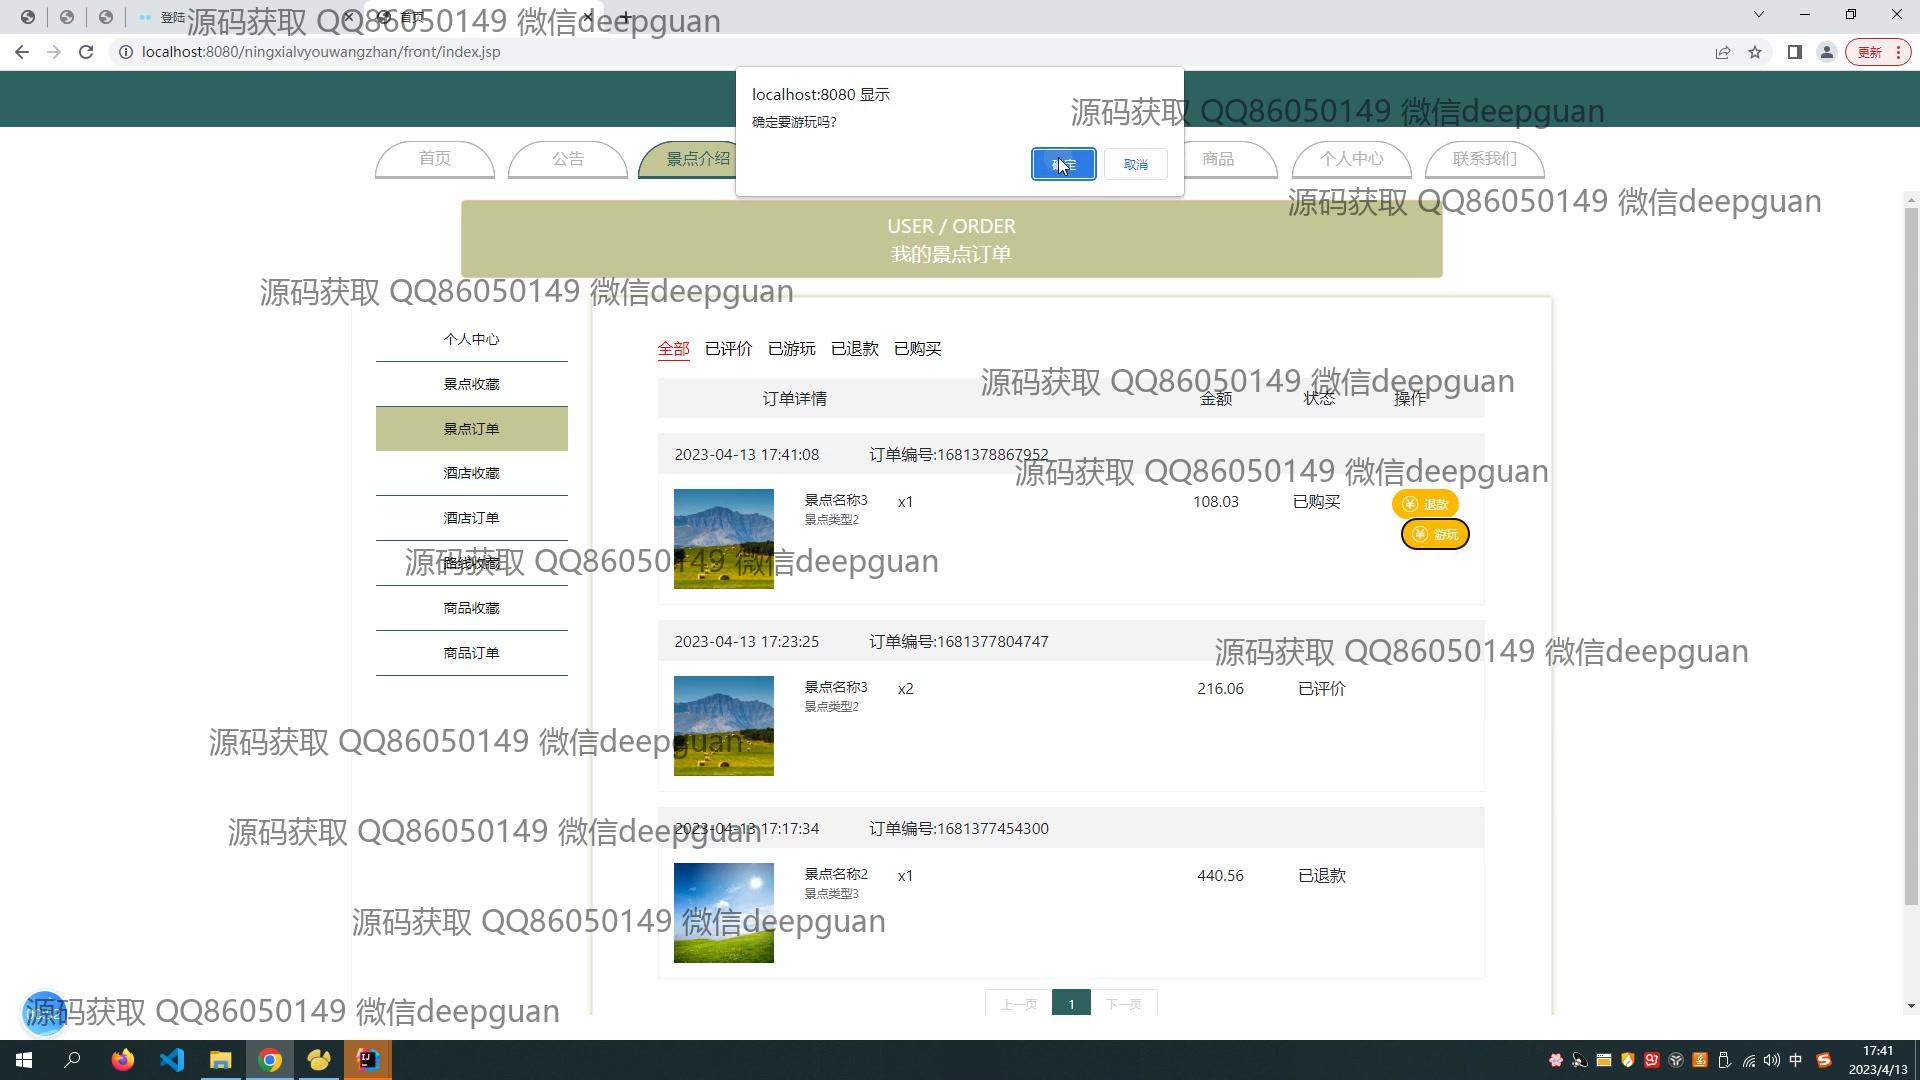 登陆
首页
源码获取 QQ86050149 微信deepguan
localhost:8080/ningxialvyouwangzhan/front/index.jsp
更新
localhost:8080 显示
确定要游玩吗?
确定
取消
源码获取 QQ86050149 微信deepguan
首页
公告
景点介绍
商品
个人中心
联系我们
源码获取 QQ86050149 微信deepguan
USER / ORDER
我的景点订单
源码获取 QQ86050149 微信deepguan
个人中心
景点收藏
景点订单
酒店收藏
酒店订单
路线收藏
商品收藏
商品订单
全部 已评价 已游玩 已退款 已购买
源码获取 QQ86050149 微信deepguan
订单详情 金额 状态 操作
2023-04-13 17:41:08 订单编号:1681378867952
源码获取 QQ86050149 微信deepguan
景点名称3 x1 108.03 已购买 退款
景点类型2
游玩
源码获取 QQ86050149 微信deepguan
2023-04-13 17:23:25 订单编号:1681377804747
源码获取 QQ86050149 微信deepguan
景点名称3 x2 216.06 已评价
景点类型2
源码获取 QQ86050149 微信deepguan
2023-04-13 17:17:34 订单编号:1681377454300
源码获取 QQ86050149 微信deepguan
景点名称2 x1 440.56 已退款
景点类型3
源码获取 QQ86050149 微信deepguan
上一页 1 下一页
源码获取 QQ86050149 微信deepguan
中
17:41
2023/4/13